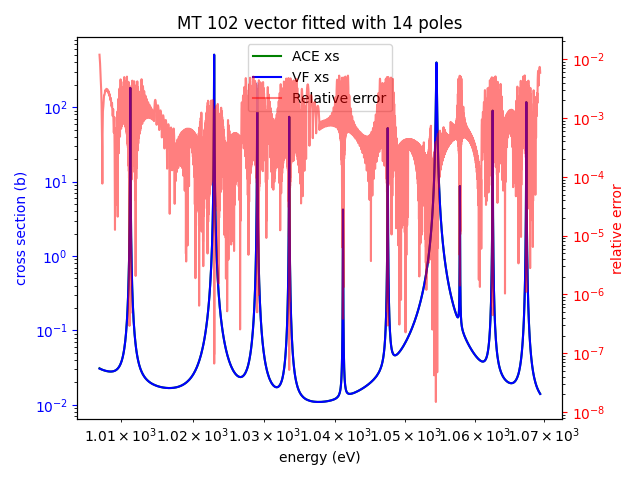 MT 102 vector fitted with 14 poles
ACE xs
VF xs
Relative error
cross section (b)
10²
10¹
10⁰
10⁻¹
10⁻²
relative error
10⁻²
10⁻³
10⁻⁴
10⁻⁵
10⁻⁶
10⁻⁷
10⁻⁸
1.01 × 10³ 1.02 × 10³ 1.03 × 10³ 1.04 × 10³ 1.05 × 10³ 1.06 × 10³ 1.07 × 10³
energy (eV)